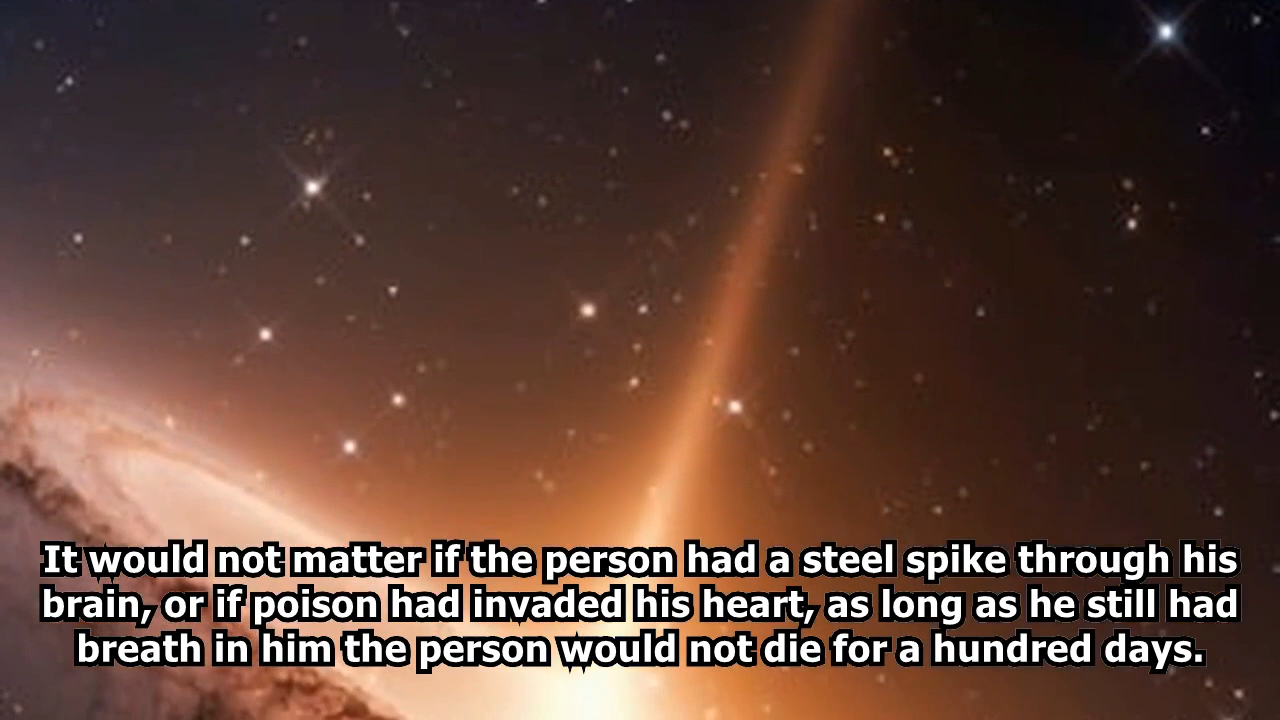 It would not matter if the person had a steel spike through his
brain, or if poison had invaded his heart, as long as he still had
breath in him the person would not die for a hundred days.